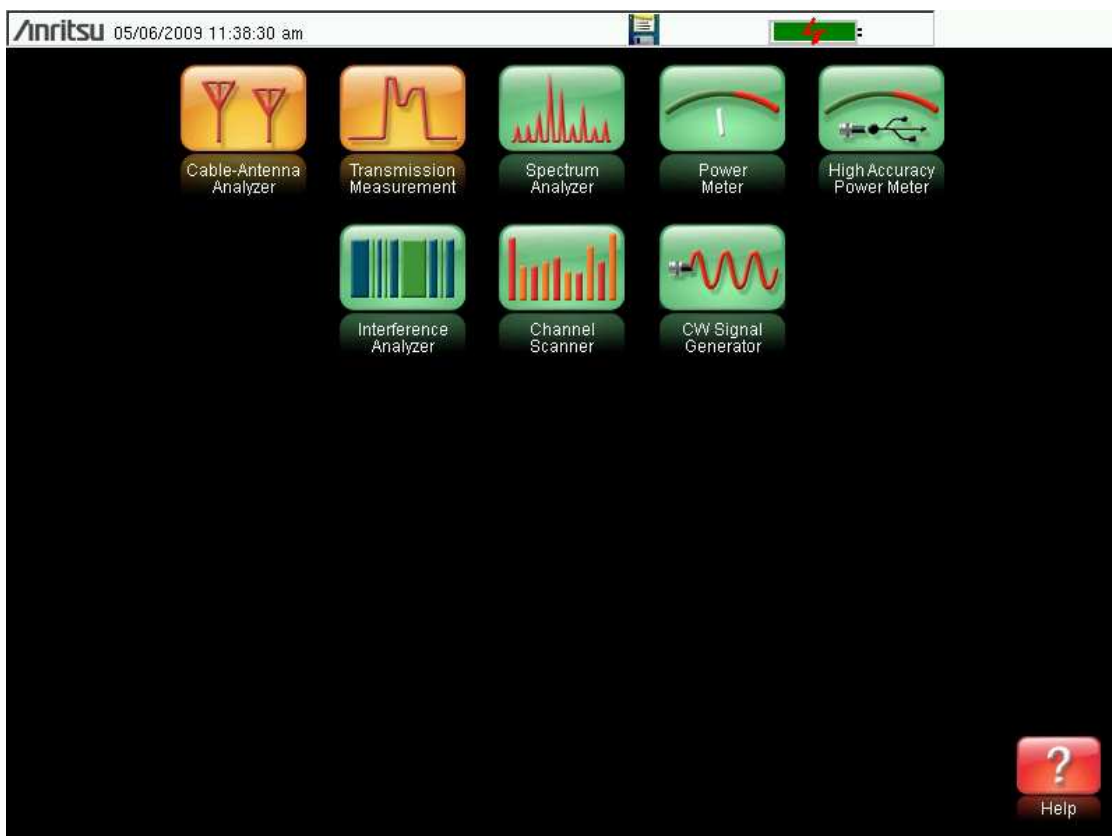 Anritsu 05/06/2009 11:38:30 am
Cable-Antenna
Analyzer
Transmission
Measurement
Spectrum
Analyzer
Power
Meter
High Accuracy
Power Meter
Interference
Analyzer
Channel
Scanner
CW Signal
Generator
?
Help